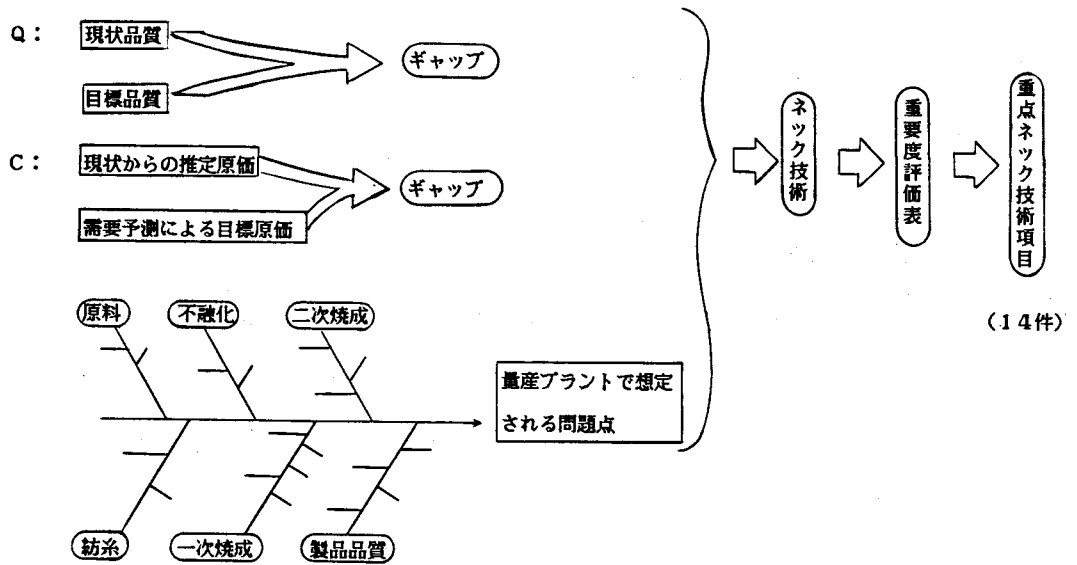 Q：
現状品質
目標品質
ギャップ
C：
現状からの推定原価
需要予測による目標原価
ギャップ
原料
不融化
二次焼成
紡糸
一次焼成
製品品質
量産プラントで想定
される問題点
ネック技術
重要度評価表
重点ネック技術項目
（１４件）